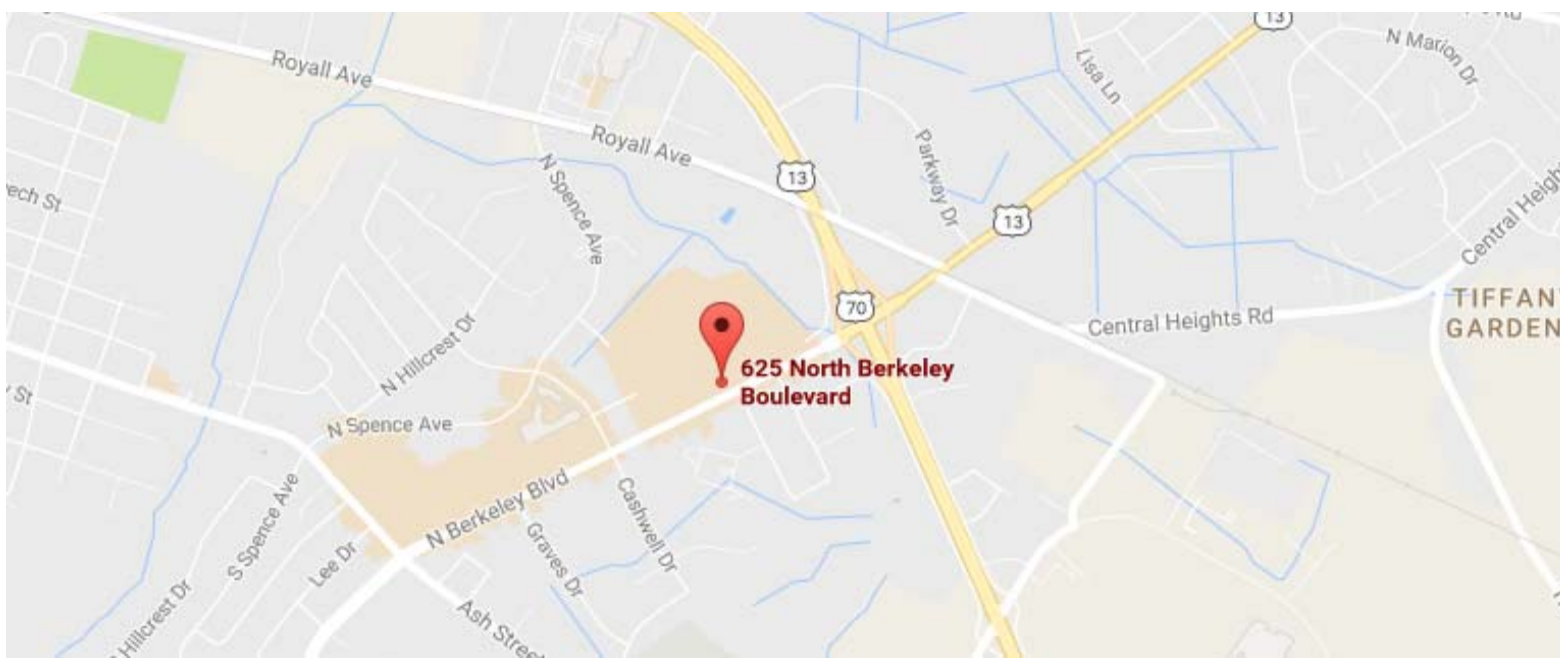 13
Royall Ave
N Marion Dr
Lisa Ln
Royall Ave
Parkway Dr
N Spence Ave
13
ech St
13
Central Heigh
70
TIFFAN
GARDEN
Central Heights Rd
N Hillcrest Dr
625 North Berkeley
Boulevard
St
N Spence Ave
N Berkeley Blvd
S Spence Ave
Cashwell Dr
Graves Dr
Lee Dr
Hillcrest Dr
Ash Street